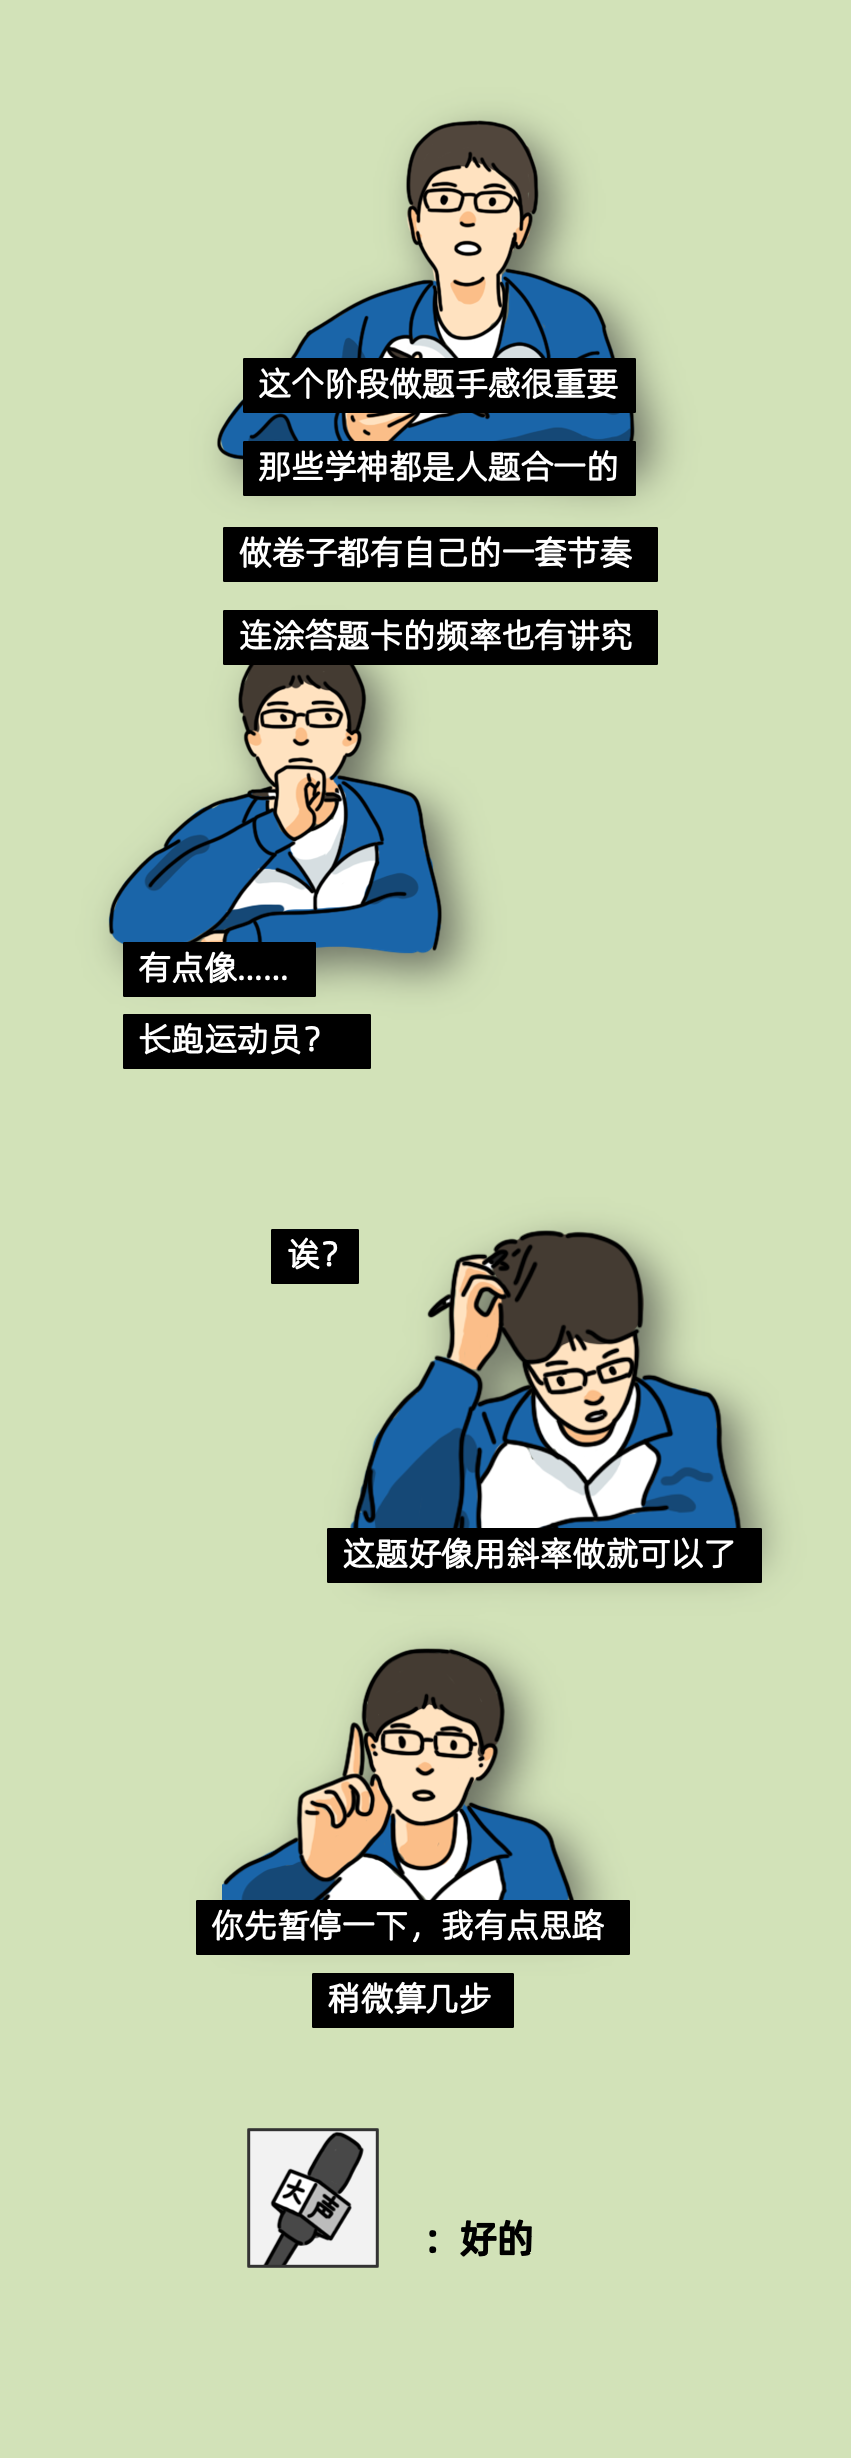 这个阶段做题手感很重要
那些学神都是人题合一的
做卷子都有自己的一套节奏
连涂答题卡的频率也有讲究
有点像……
长跑运动员？
诶？
这题好像用斜率做就可以了
你先暂停一下，我有点思路
稍微算几步
大声
：好的